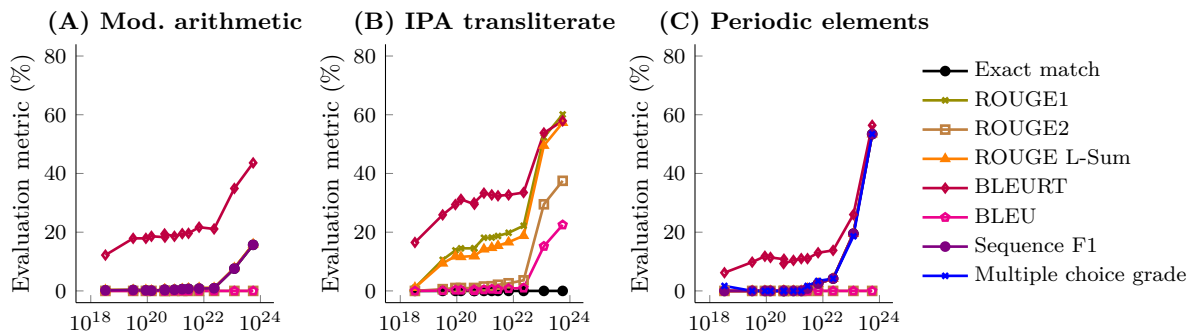 (A) Mod. arithmetic
Evaluation metric (%)
80
60
40
20
0
10^18 10^20 10^22 10^24
(B) IPA transliterate
Evaluation metric (%)
80
60
40
20
0
10^18 10^20 10^22 10^24
(C) Periodic elements
Evaluation metric (%)
80
60
40
20
0
10^18 10^20 10^22 10^24
Exact match
ROUGE1
ROUGE2
ROUGE L-Sum
BLEURT
BLEU
Sequence F1
Multiple choice grade